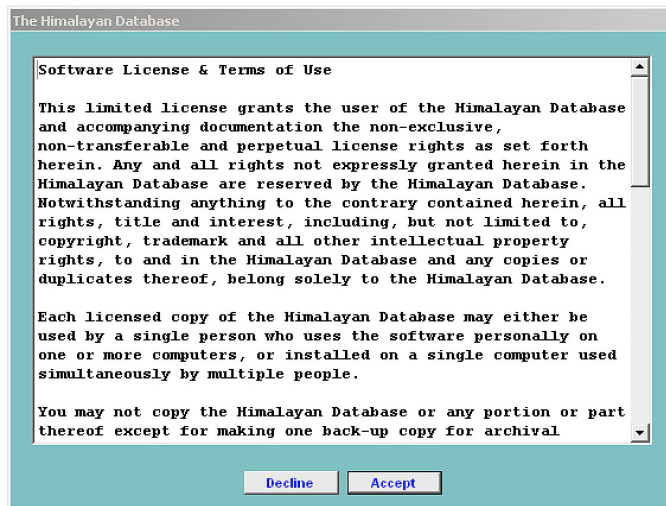 The Himalayan Database
Software License & Terms of Use
This limited license grants the user of the Himalayan Database
and accompanying documentation the non-exclusive,
non-transferable and perpetual license rights as set forth
herein. Any and all rights not expressly granted herein in the
Himalayan Database are reserved by the Himalayan Database.
Notwithstanding anything to the contrary contained herein, all
rights, title and interest, including, but not limited to,
copyright, trademark and all other intellectual property
rights, to and in the Himalayan Database and any copies or
duplicates thereof, belong solely to the Himalayan Database.
Each licensed copy of the Himalayan Database may either be
used by a single person who uses the software personally on
one or more computers, or installed on a single computer used
simultaneously by multiple people.
You may not copy the Himalayan Database or any portion or part
thereof except for making one back-up copy for archival
Decline Accept